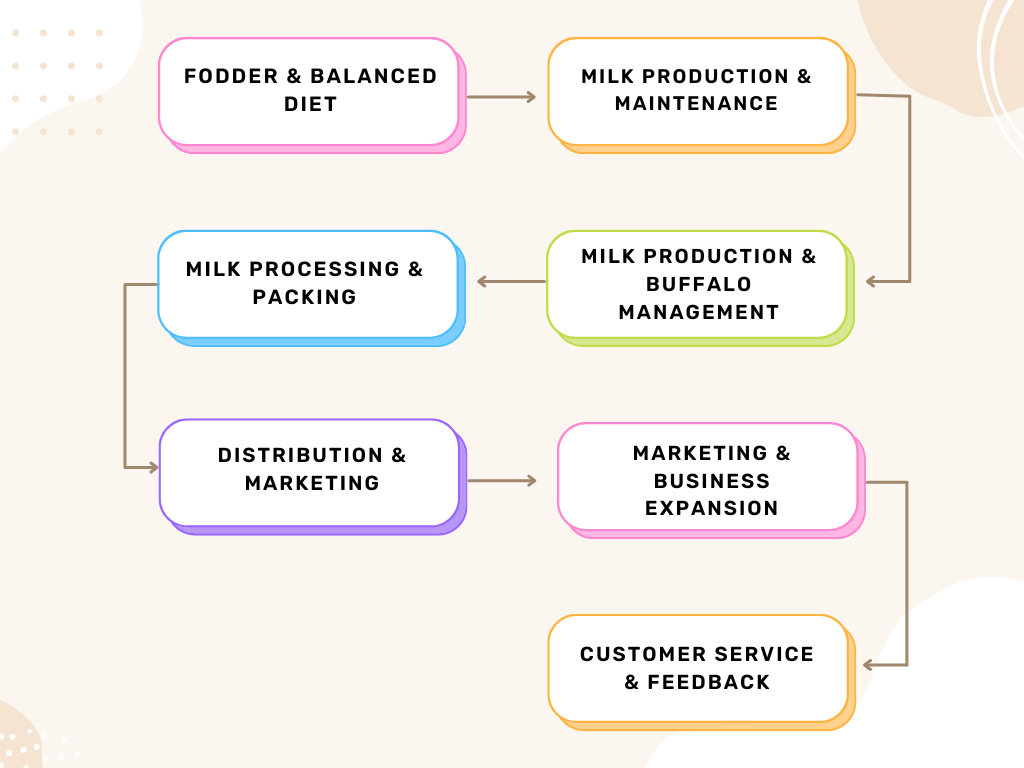 FODDER & BALANCED
DIET
MILK PRODUCTION &
MAINTENANCE
MILK PRODUCTION &
BUFFALO
MANAGEMENT
MILK PROCESSING &
PACKING
DISTRIBUTION &
MARKETING
MARKETING &
BUSINESS
EXPANSION
CUSTOMER SERVICE
& FEEDBACK